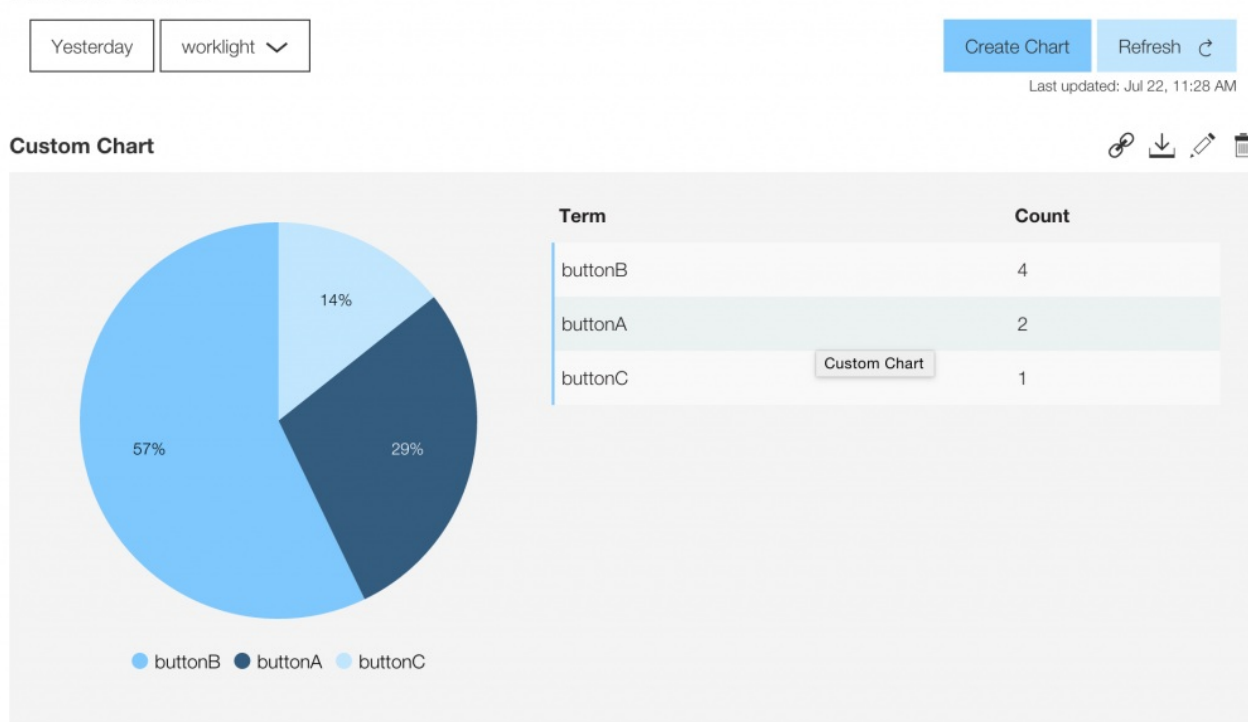 Yesterday worklight Create Chart Refresh
Last updated: Jul 22, 11:28 AM
Custom Chart
Term Count
buttonB 4
buttonA 2
Custom Chart
buttonC 1
14%
57% 29%
buttonB buttonA buttonC